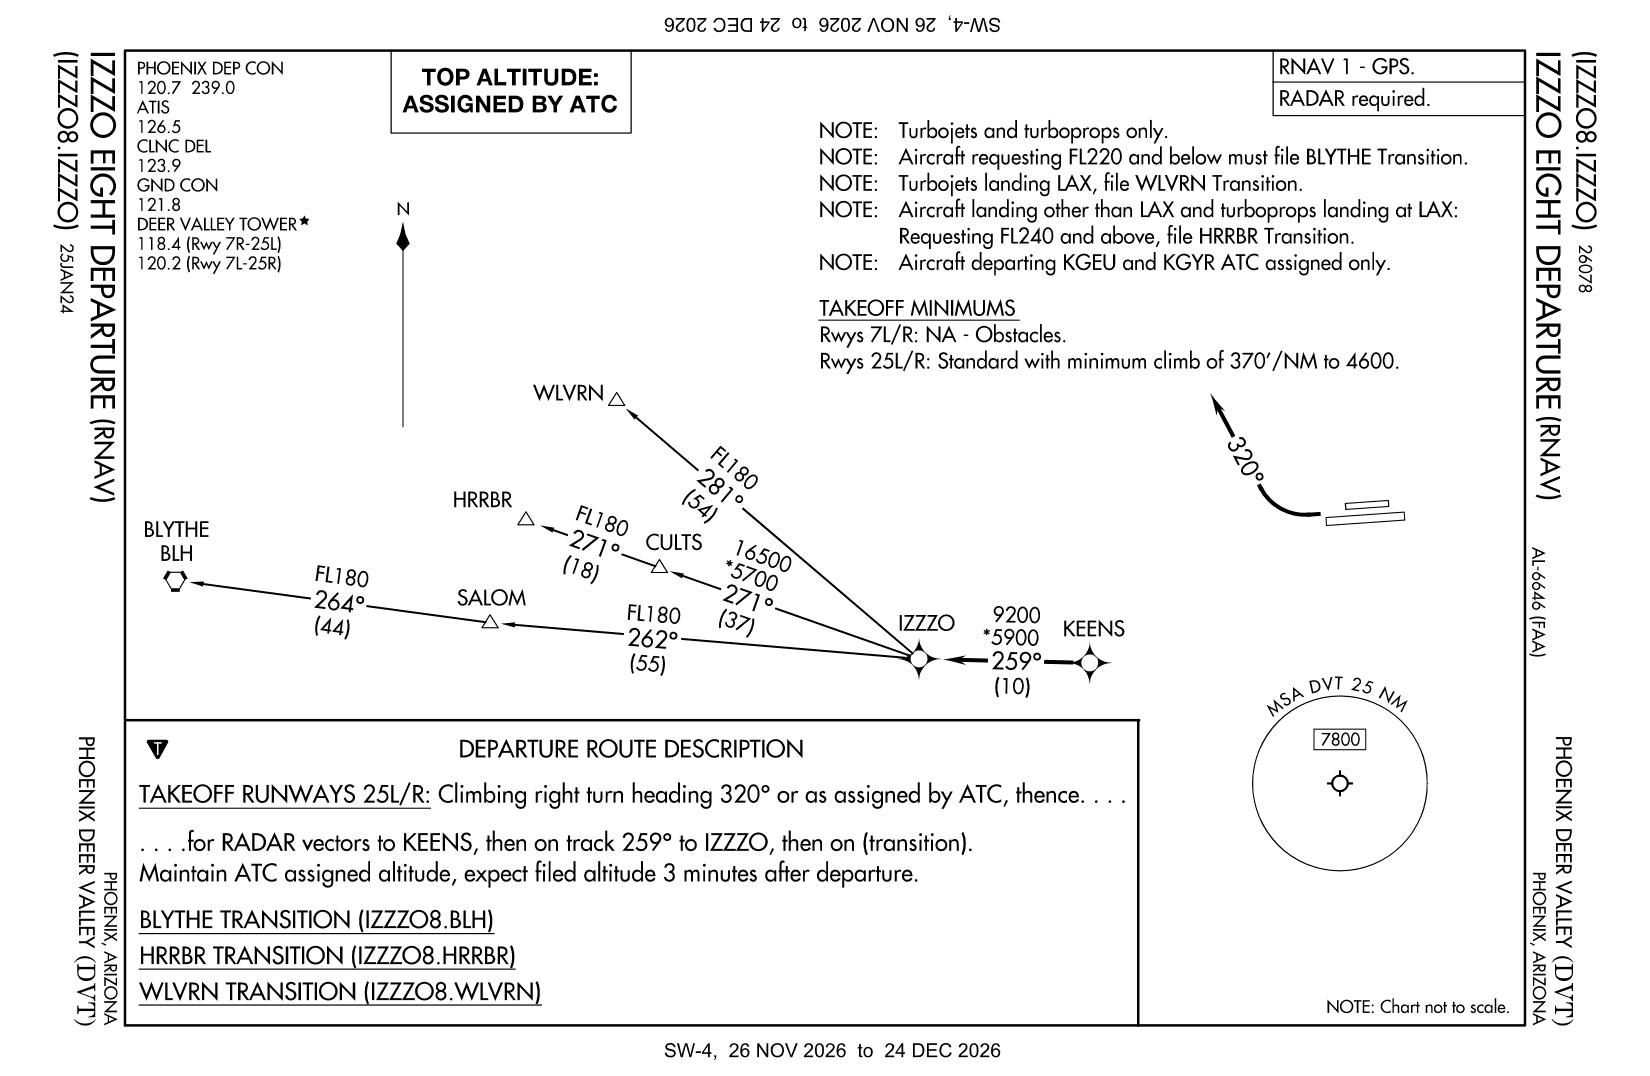 SW-4, 26 NOV 2026 to 24 DEC 2026
(IZZZO8.IZZZO) 25JAN24
IZZZO EIGHT DEPARTURE (RNAV)
PHOENIX DEER VALLEY (DVT)
PHOENIX, ARIZONA
PHOENIX DEP CON
120.7 239.0
ATIS
126.5
CLNC DEL
123.9
GND CON
121.8
DEER VALLEY TOWER★
118.4 (Rwy 7R-25L)
120.2 (Rwy 7L-25R)
TOP ALTITUDE:
ASSIGNED BY ATC
RNAV 1 - GPS.
RADAR required.
NOTE: Turbojets and turboprops only.
NOTE: Aircraft requesting FL220 and below must file BLYTHE Transition.
NOTE: Turbojets landing LAX, file WLVRN Transition.
NOTE: Aircraft landing other than LAX and turboprops landing at LAX:
Requesting FL240 and above, file HRRBR Transition.
NOTE: Aircraft departing KGEU and KGYR ATC assigned only.
TAKEOFF MINIMUMS
Rwys 7L/R: NA - Obstacles.
Rwys 25L/R: Standard with minimum climb of 370'/NM to 4600.
N
WLVRN
FL180
281°
(54)
HRRBR
FL180
271°
(18)
CULTS
16500
*5700
271°
(37)
BLYTHE
BLH
FL180
264°
(44)
SALOM
FL180
262°
(55)
IZZZO
9200
*5900
259°
(10)
KEENS
320°
MSA DVT 25 NM
7800
T
DEPARTURE ROUTE DESCRIPTION
TAKEOFF RUNWAYS 25L/R: Climbing right turn heading 320° or as assigned by ATC, thence. . . .
. . . .for RADAR vectors to KEENS, then on track 259° to IZZZO, then on (transition).
Maintain ATC assigned altitude, expect filed altitude 3 minutes after departure.
BLYTHE TRANSITION (IZZZO8.BLH)
HRRBR TRANSITION (IZZZO8.HRRBR)
WLVRN TRANSITION (IZZZO8.WLVRN)
NOTE: Chart not to scale.
(IZZZO8.IZZZO) 26078
IZZZO EIGHT DEPARTURE (RNAV)
AL-6646 (FAA)
PHOENIX DEER VALLEY (DVT)
PHOENIX, ARIZONA
SW-4, 26 NOV 2026 to 24 DEC 2026